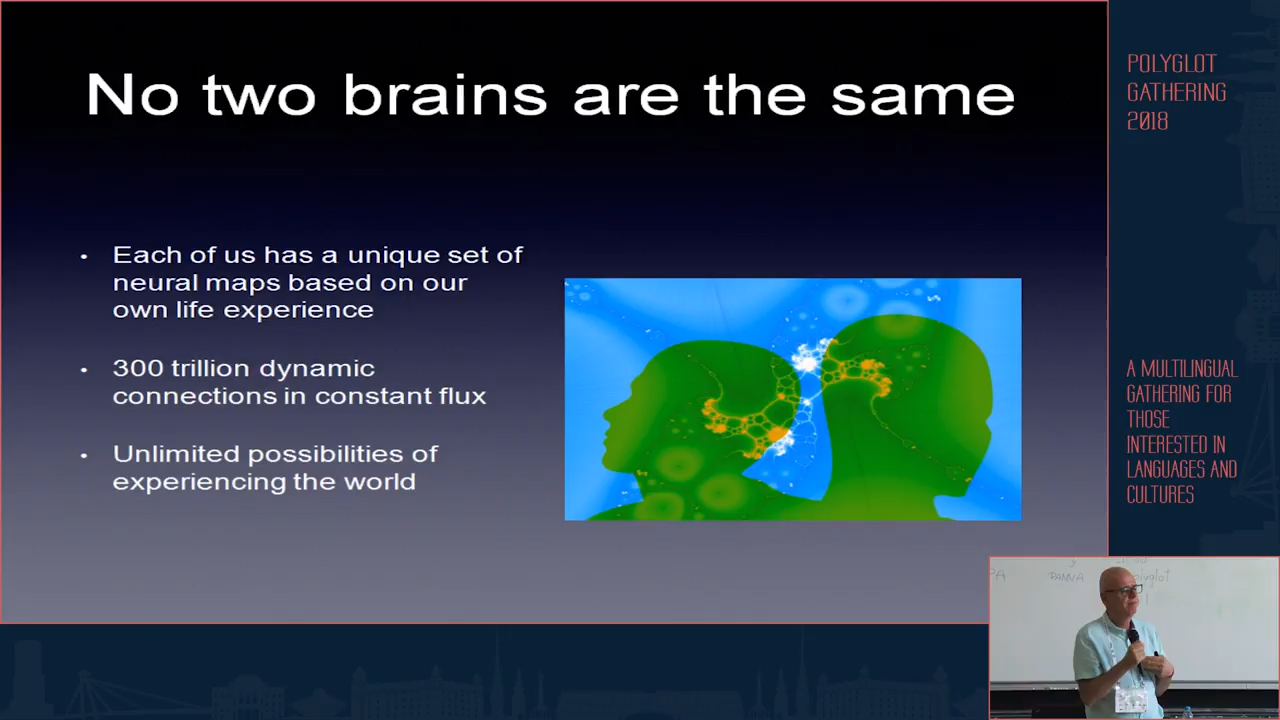 No two brains are the same
• Each of us has a unique set of
neural maps based on our
own life experience
• 300 trillion dynamic
connections in constant flux
• Unlimited possibilities of
experiencing the world
POLYGLOT
GATHERING
2018
A MULTILINGUAL
GATHERING FOR
THOSE
INTERESTED IN
LANGUAGES AND
CULTURES